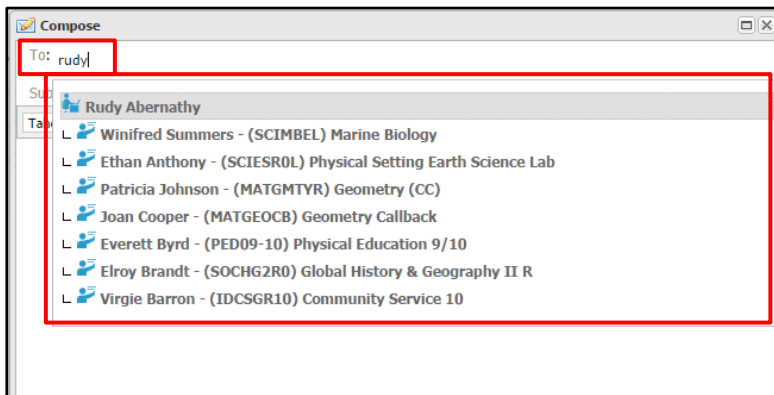 Compose
To: rudy
Sub
Rudy Abernathy
Winifred Summers - (SCIMBEL) Marine Biology
Ethan Anthony - (SCIESR0L) Physical Setting Earth Science Lab
Patricia Johnson - (MATGMTYR) Geometry (CC)
Joan Cooper - (MATGEOCB) Geometry Callback
Everett Byrd - (PED09-10) Physical Education 9/10
Elroy Brandt - (SOCHG2R0) Global History & Geography II R
Virgie Barron - (IDCSGR10) Community Service 10